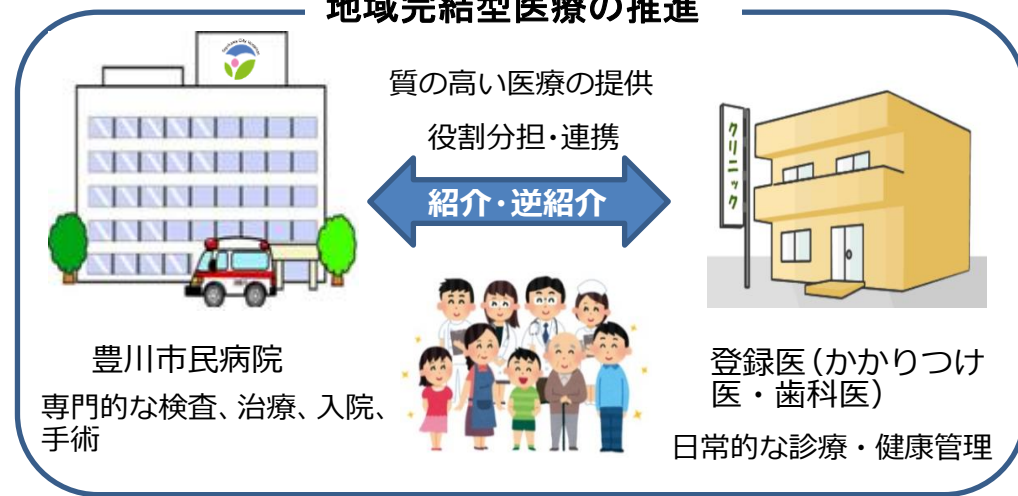 地域完結型医療の推進
質の高い医療の提供
役割分担・連携
紹介・逆紹介
クリニック
豊川市民病院
専門的な検査、治療、入院、
手術
登録医(かかりつけ
医・歯科医)
日常的な診療・健康管理